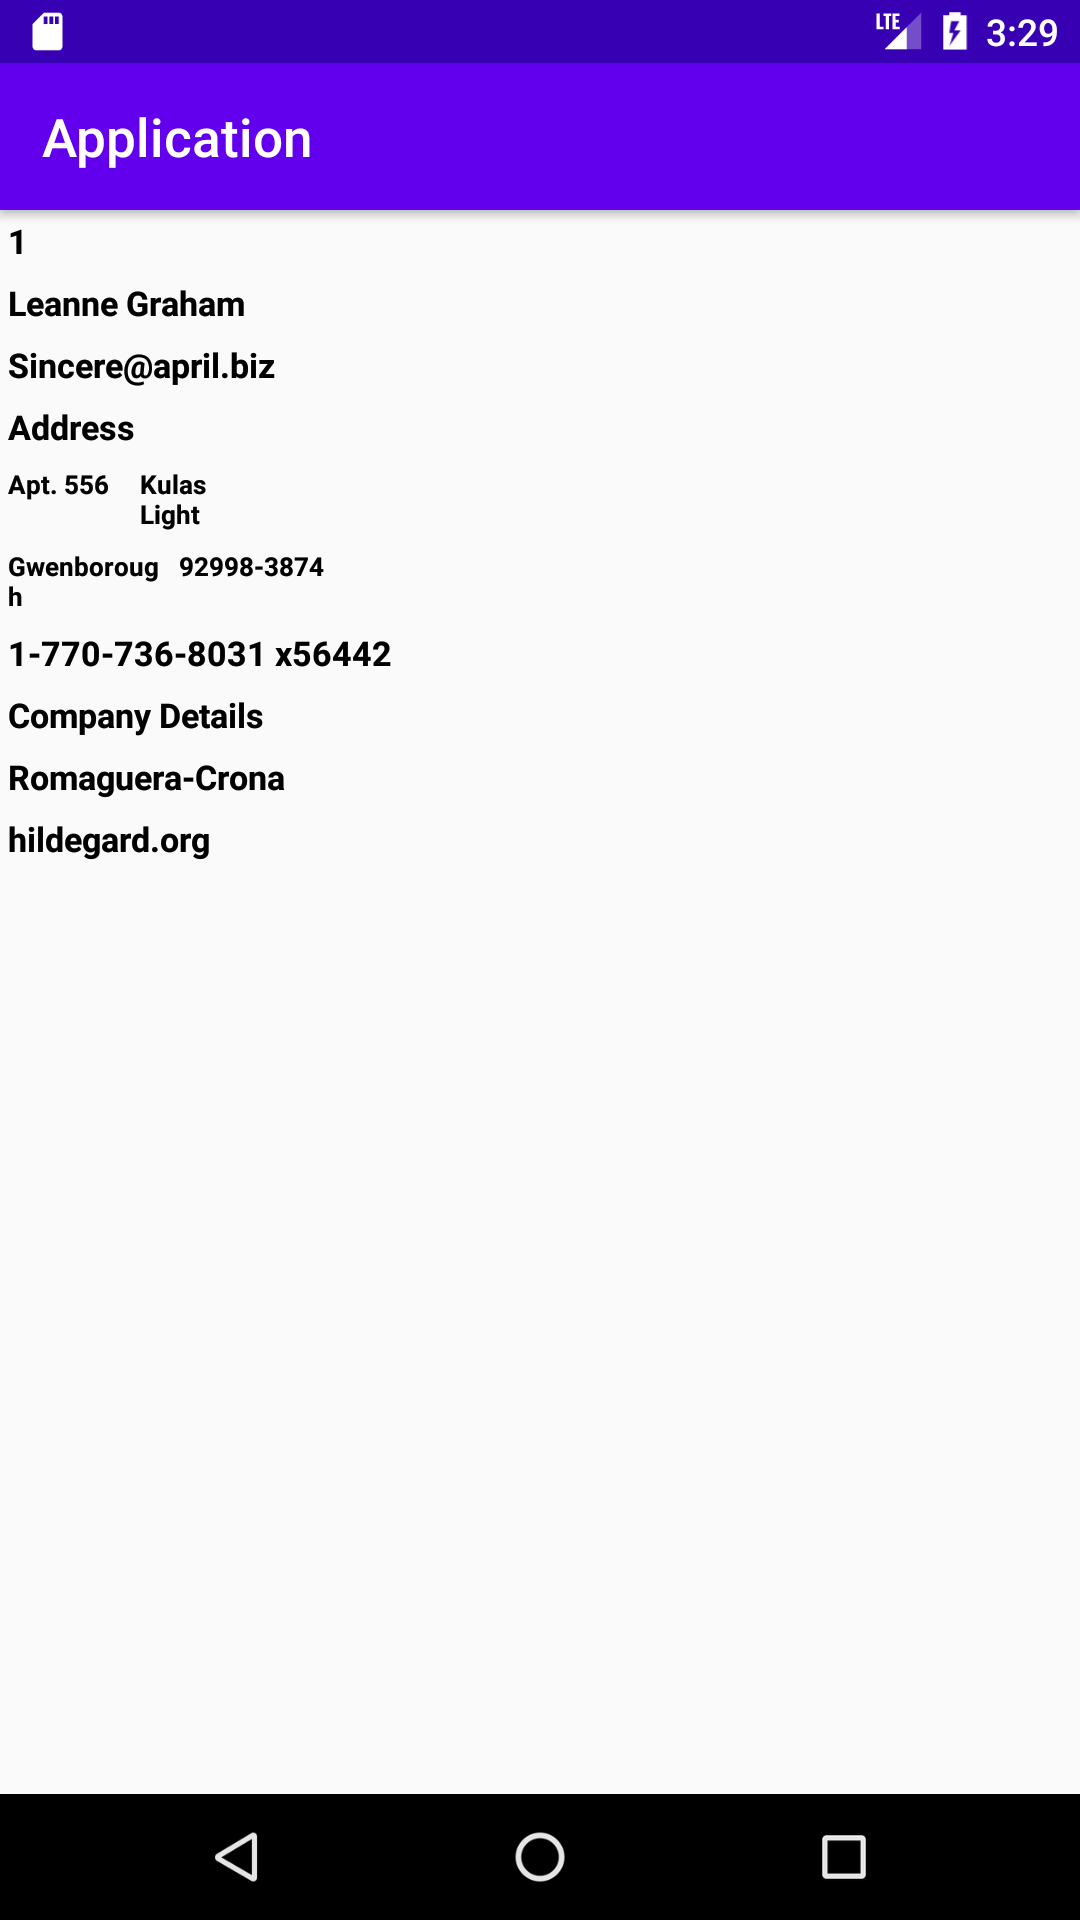 LTE 3:29
Application
1
Leanne Graham
Sincere@april.biz
Address
Apt. 556 Kulas
Light
Gwenboroug 92998-3874
h
1-770-736-8031 x56442
Company Details
Romaguera-Crona
hildegard.org